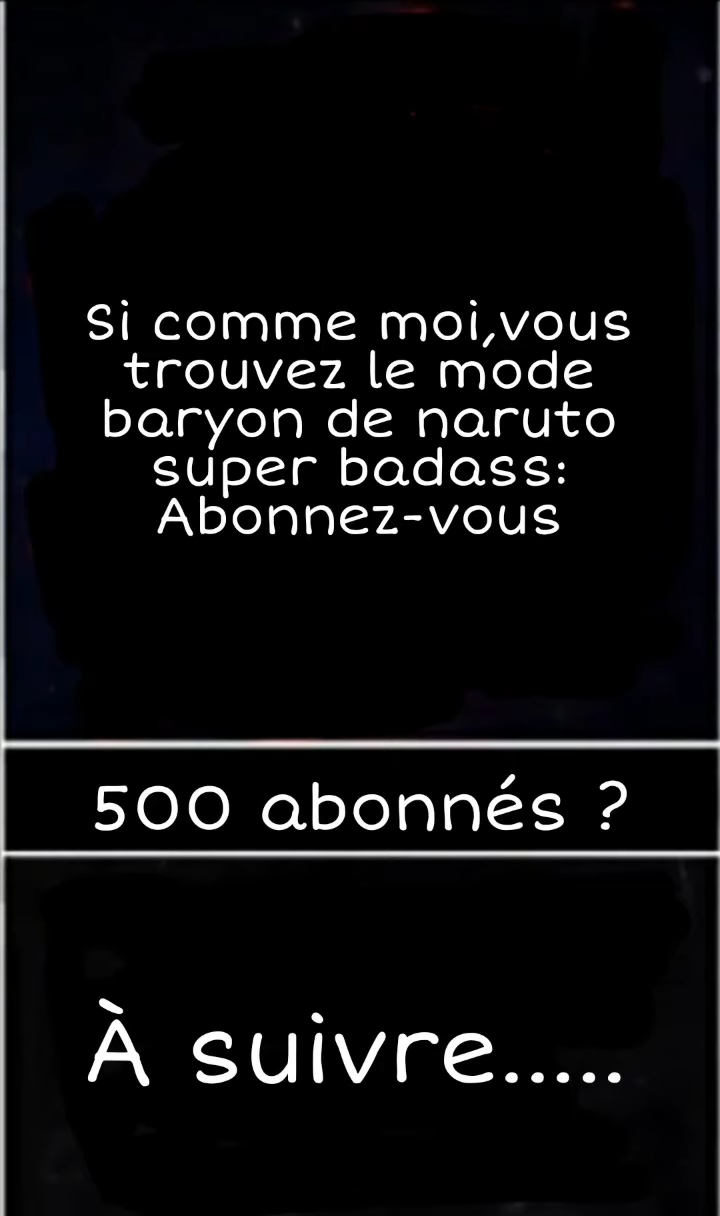 Si comme moi,vous
trouvez le mode
baryon de naruto
super badass:
Abonnez-vous
500 abonnés ?
À suivre.....